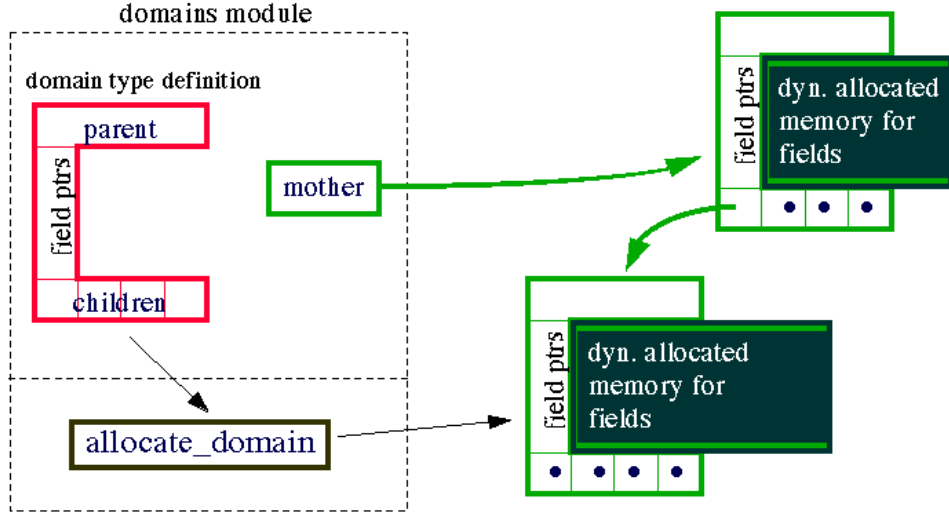 domains module
domain type definition
parent
field ptrs
children
mother
allocate_domain
field ptrs
dyn. allocated
memory for
fields
field ptrs
dyn. allocated
memory for
fields